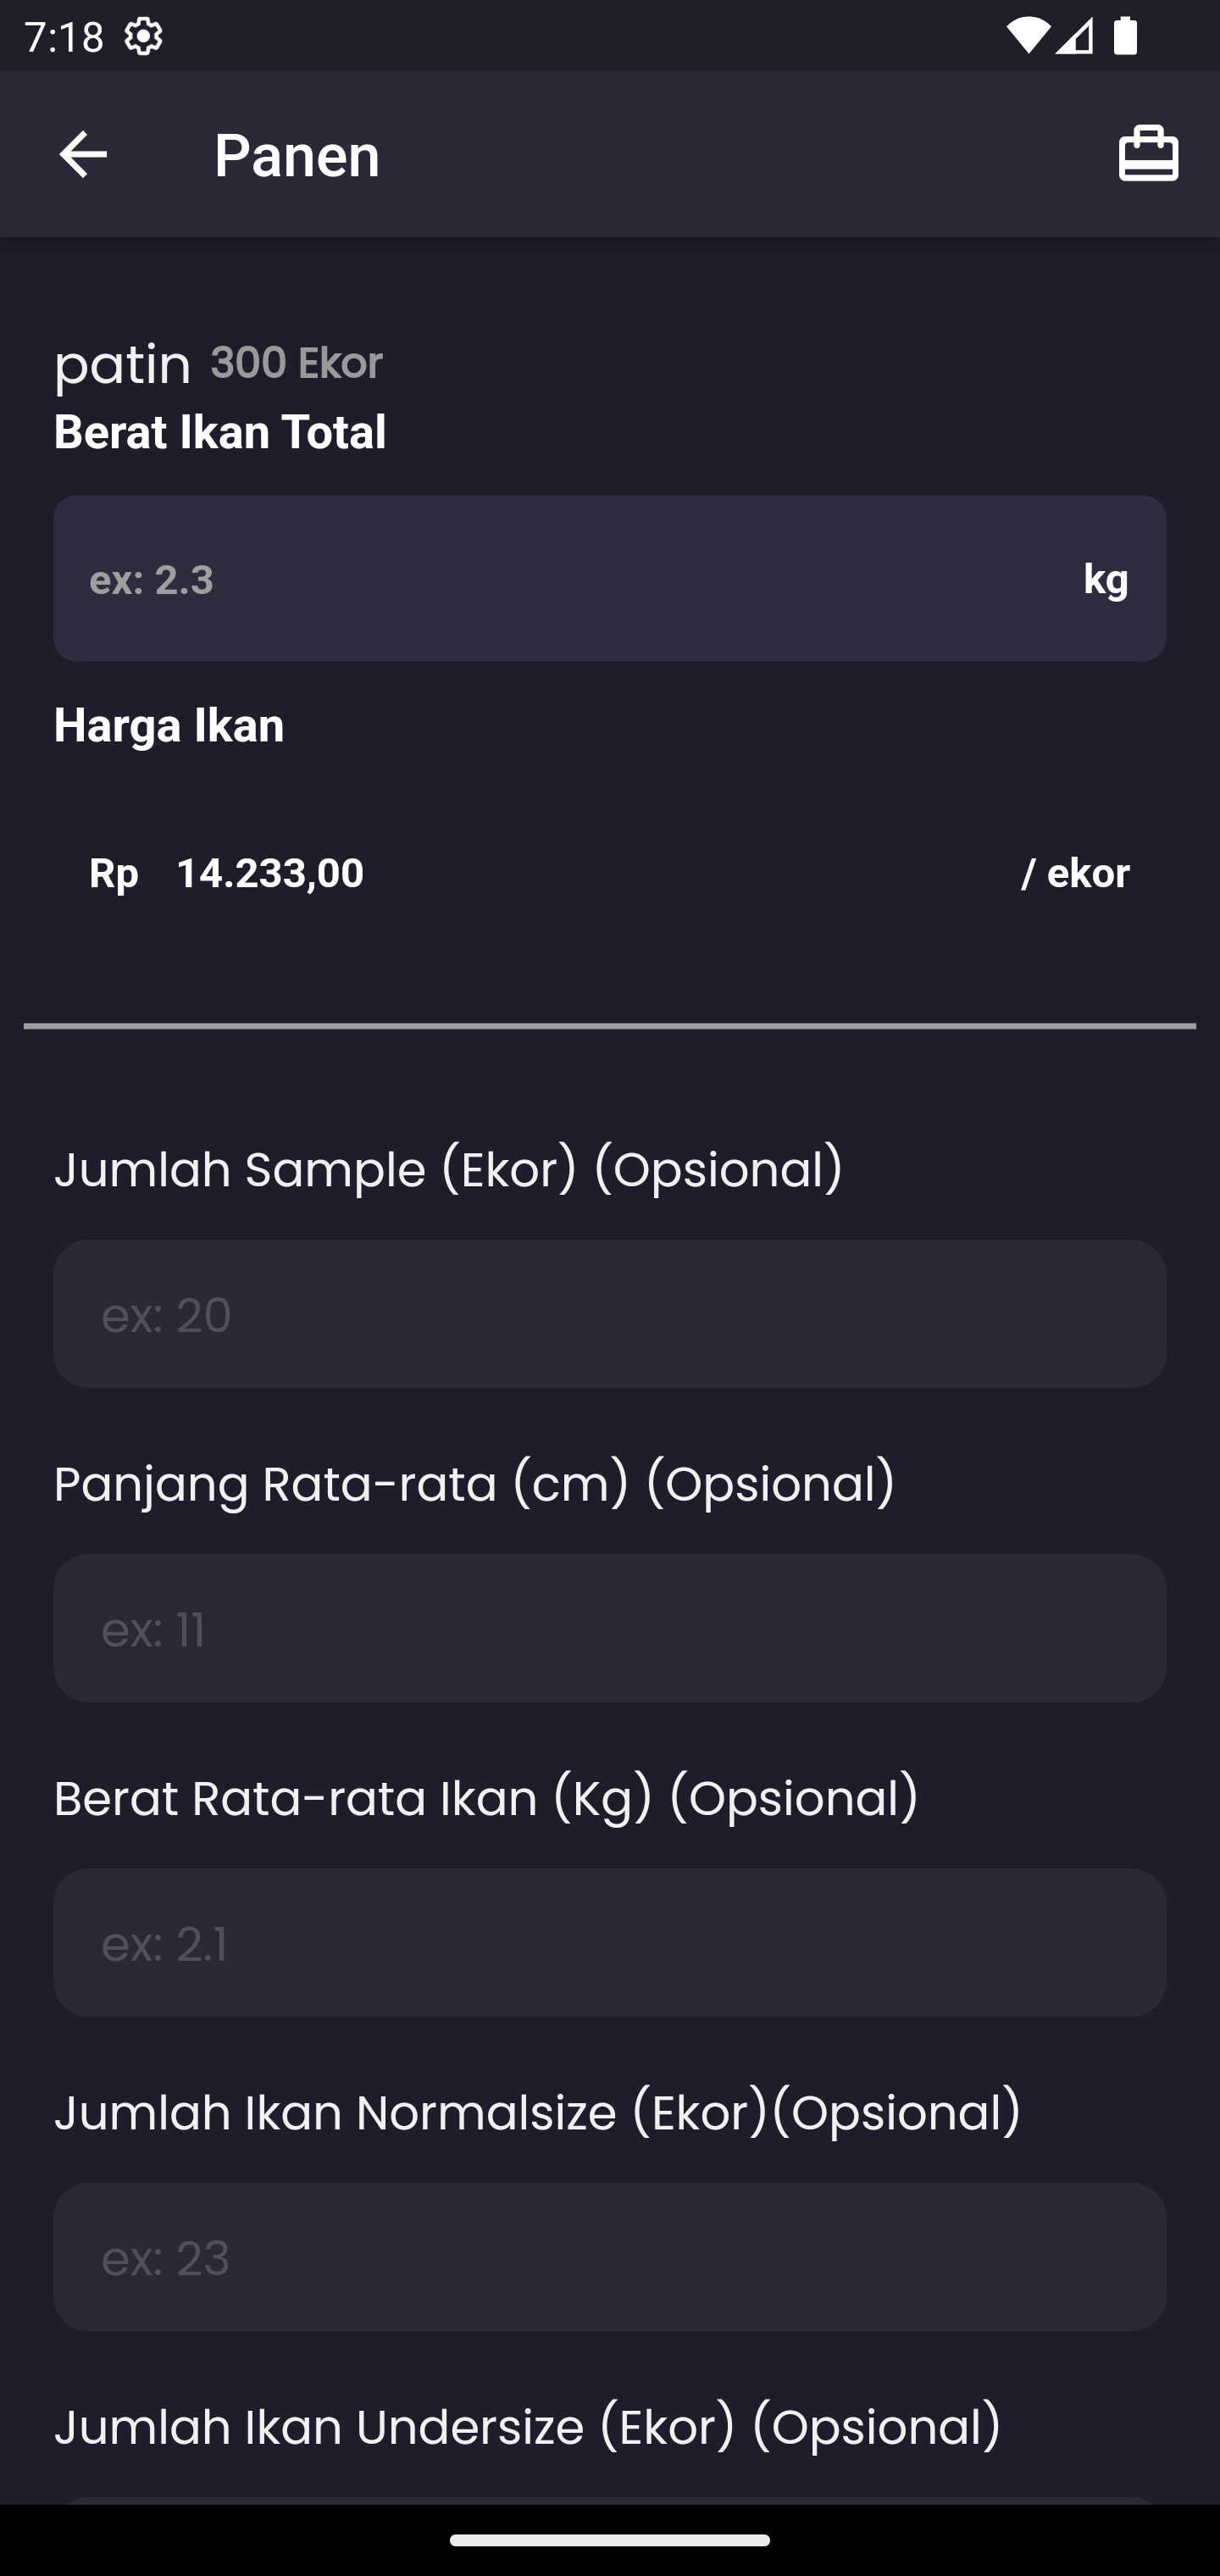 7:18
Panen
patin 300 Ekor
Berat Ikan Total
ex: 2.3 kg
Harga Ikan
Rp 14.233,00 / ekor
Jumlah Sample (Ekor) (Opsional)
ex: 20
Panjang Rata-rata (cm) (Opsional)
ex: 11
Berat Rata-rata Ikan (Kg) (Opsional)
ex: 2.1
Jumlah Ikan Normalsize (Ekor)(Opsional)
ex: 23
Jumlah Ikan Undersize (Ekor) (Opsional)